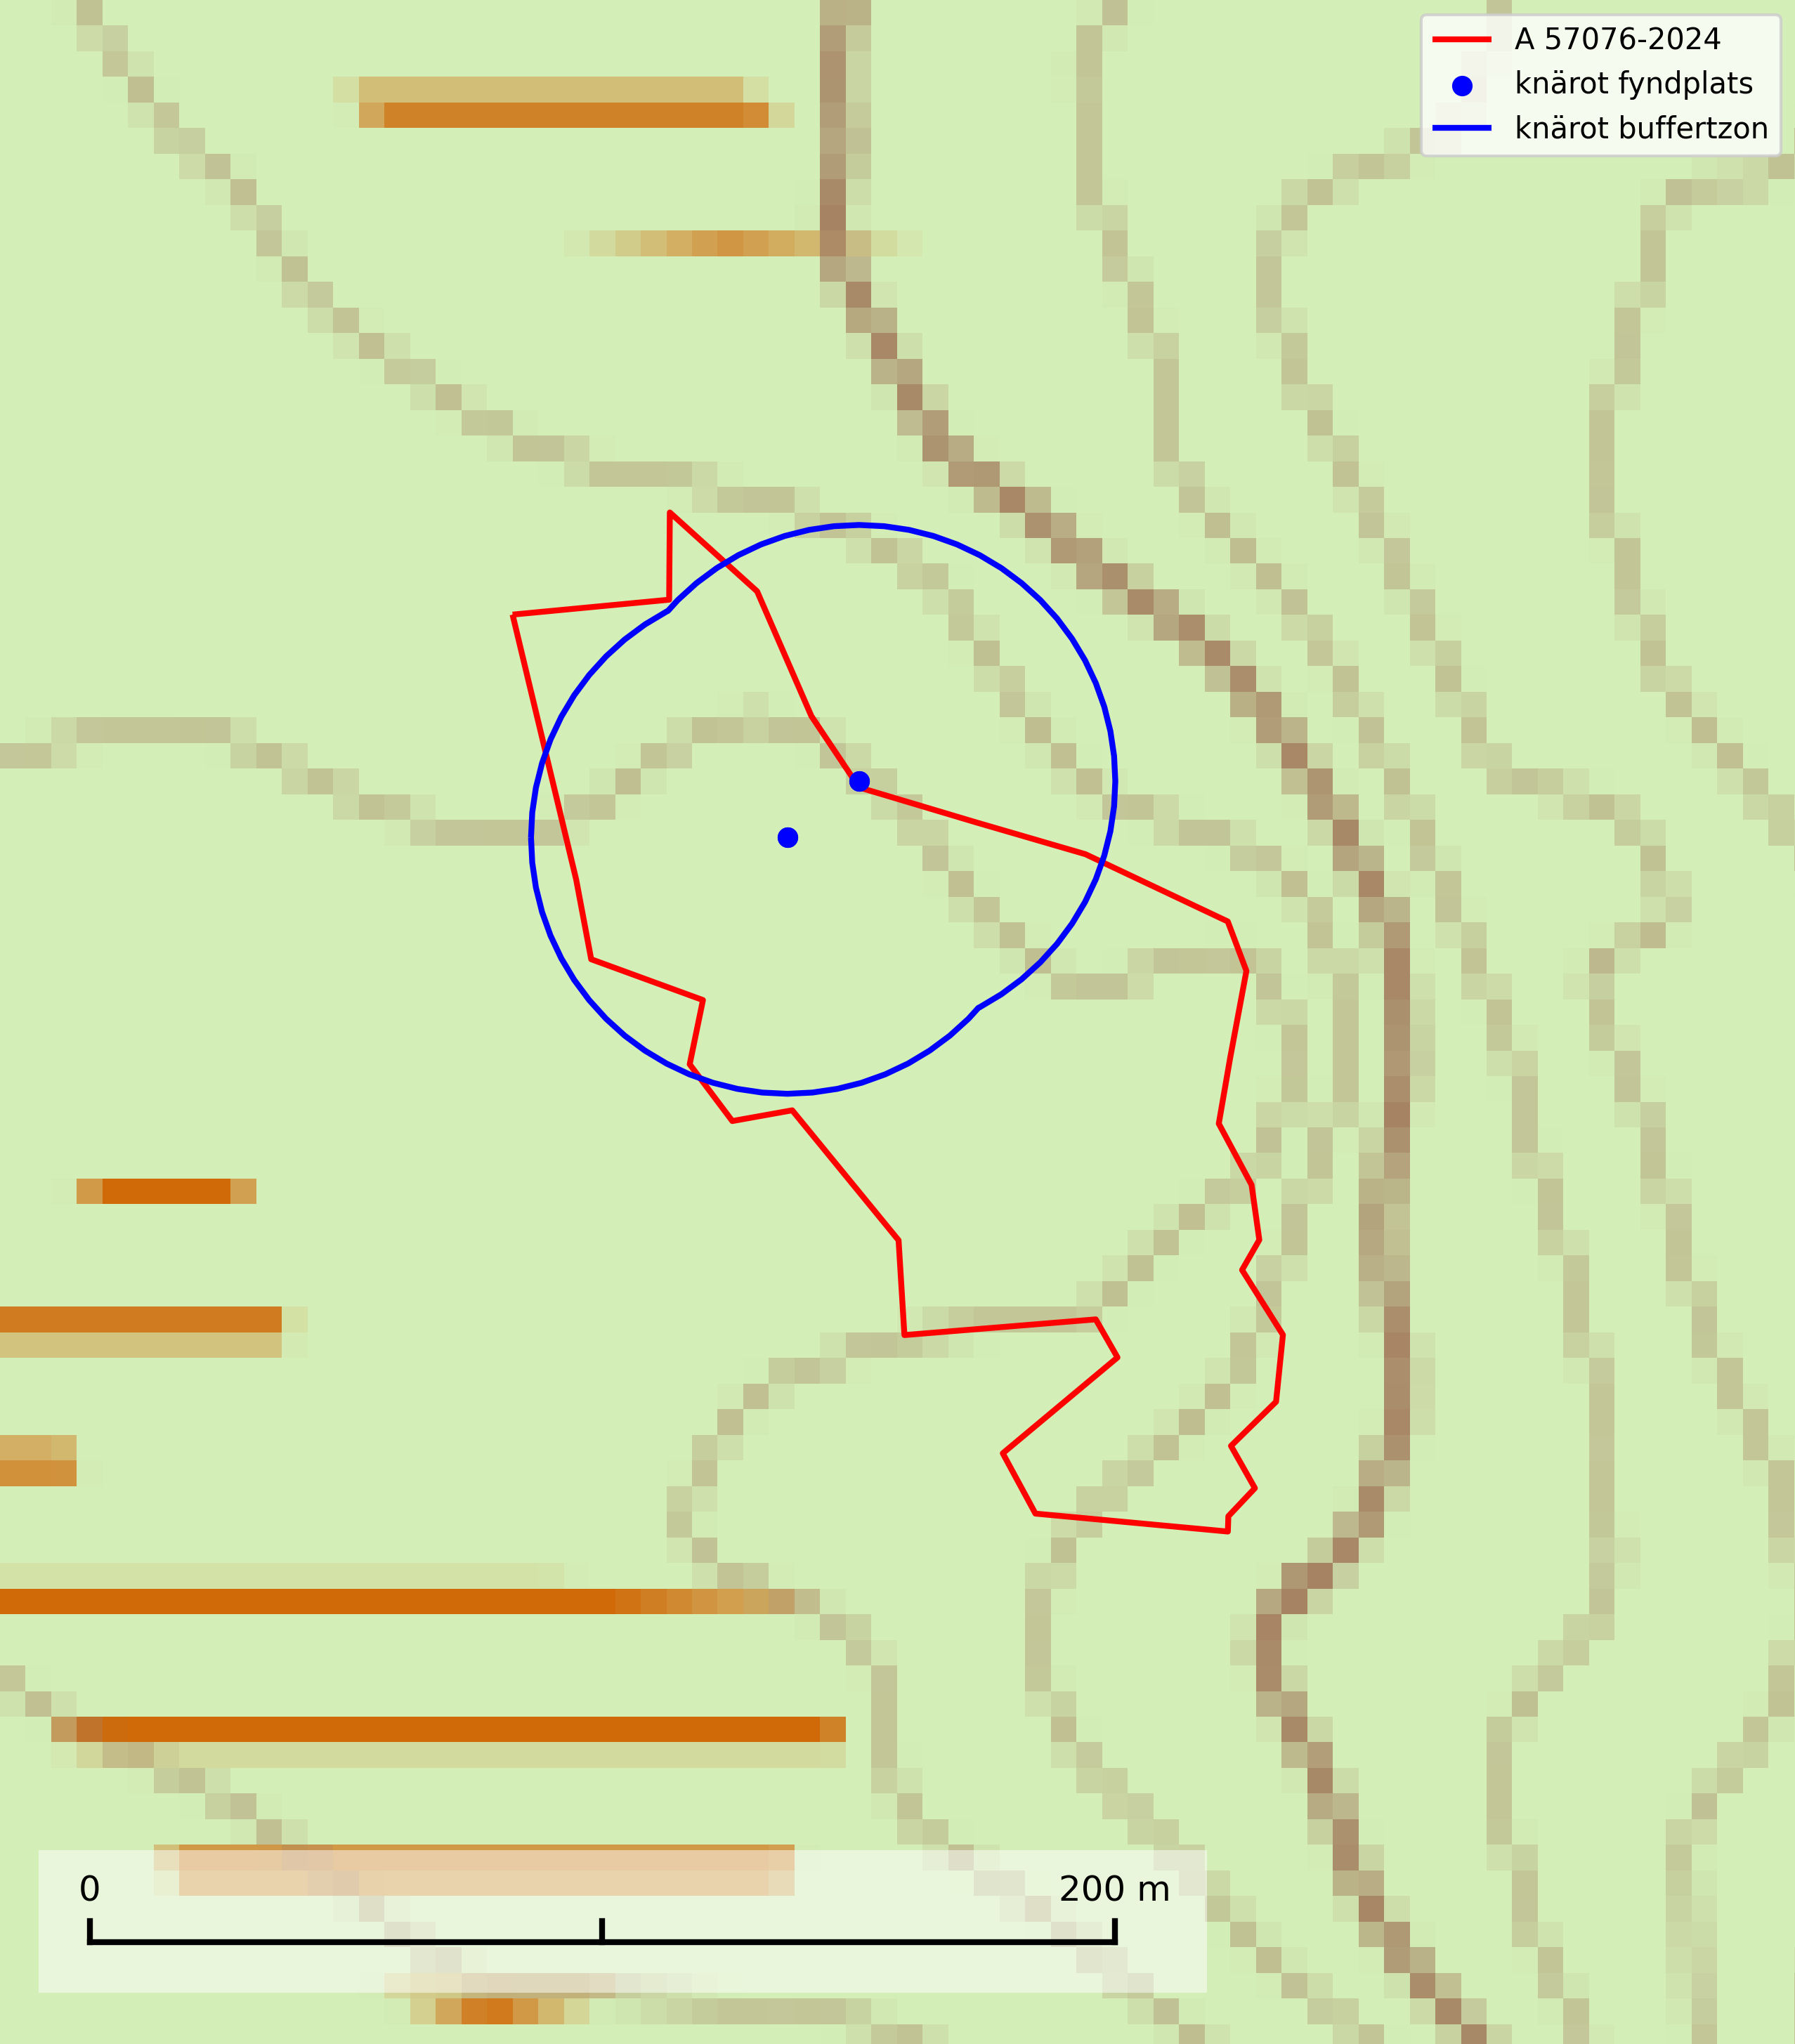 A 57076-2024
knärot fyndplats
knärot buffertzon
0
200 m